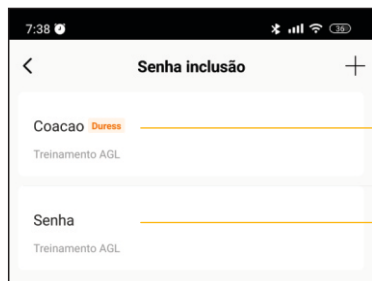 7:38
36
Senha inclusão
Coacao Duress
Treinamento AGL
Senha
Treinamento AGL